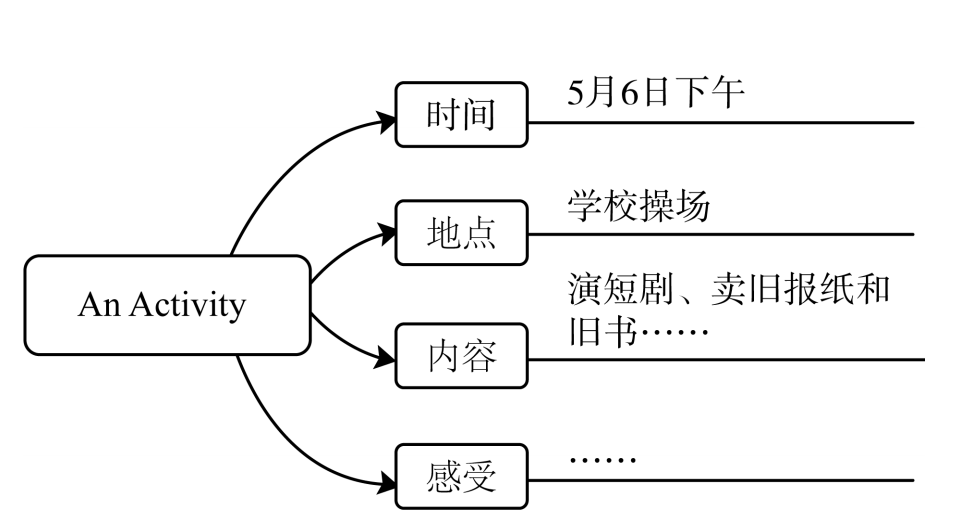 An Activity
时间
5月6日下午
地点
学校操场
内容
演短剧、卖旧报纸和
旧书……
感受
……